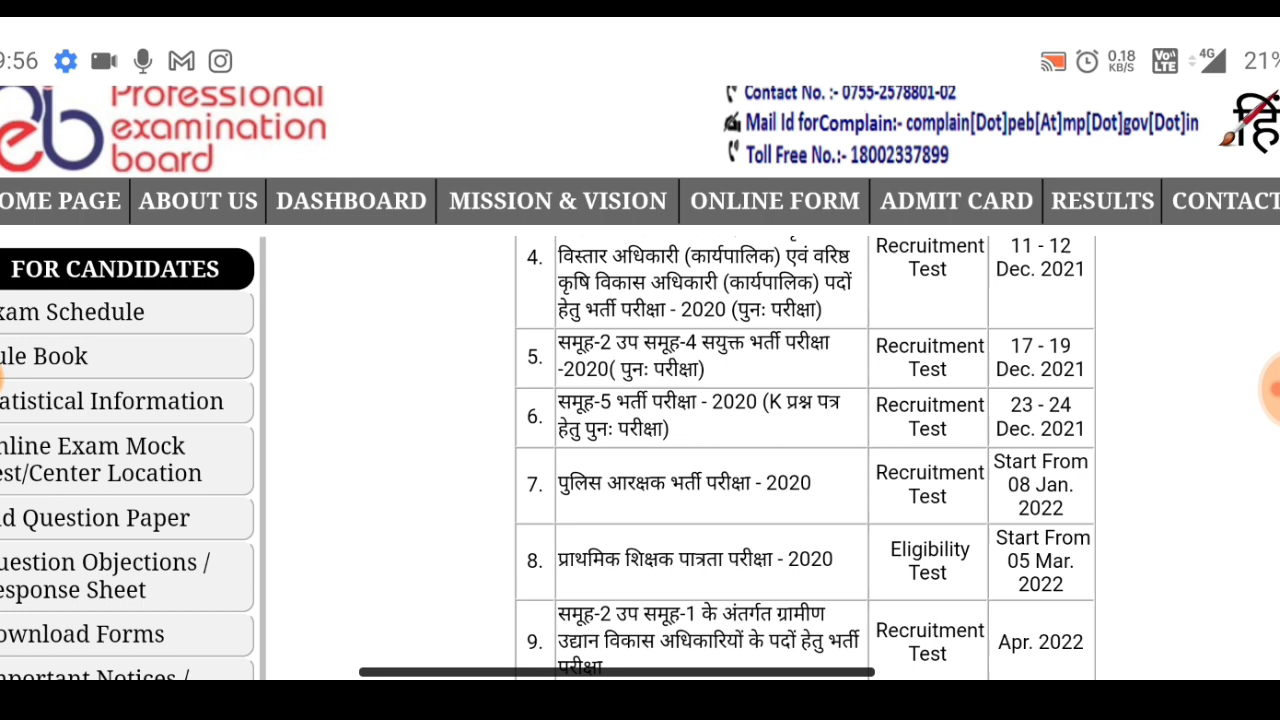 9:56
0.18
KB/S
Vo))
LTE
4G
21%
Professional
examination
board
Contact No. :- 0755-2578801-02
Mail Id forComplain:- complain[Dot]peb[At]mp[Dot]gov[Dot]in
Toll Free No.:- 18002337899
हिं
OME PAGE ABOUT US DASHBOARD MISSION & VISION ONLINE FORM ADMIT CARD RESULTS CONTACT
FOR CANDIDATES
xam Schedule
ule Book
atistical Information
nline Exam Mock
est/Center Location
ld Question Paper
uestion Objections /
esponse Sheet
ownload Forms
mportant Notices /
4. विस्तार अधिकारी (कार्यपालिक) एवं वरिष्ठ
कृषि विकास अधिकारी (कार्यपालिक) पदों
हेतु भर्ती परीक्षा - 2020 (पुनः परीक्षा)
Recruitment
Test
11 - 12
Dec. 2021
5. समूह-2 उप समूह-4 सयुक्त भर्ती परीक्षा
-2020( पुनः परीक्षा)
Recruitment
Test
17 - 19
Dec. 2021
6. समूह-5 भर्ती परीक्षा - 2020 (K प्रश्न पत्र
हेतु पुनः परीक्षा)
Recruitment
Test
23 - 24
Dec. 2021
7. पुलिस आरक्षक भर्ती परीक्षा - 2020
Recruitment
Test
Start From
08 Jan.
2022
8. प्राथमिक शिक्षक पात्रता परीक्षा - 2020
Eligibility
Test
Start From
05 Mar.
2022
9. समूह-2 उप समूह-1 के अंतर्गत ग्रामीण
उद्यान विकास अधिकारियों के पदों हेतु भर्ती
परीक्षा
Recruitment
Test
Apr. 2022